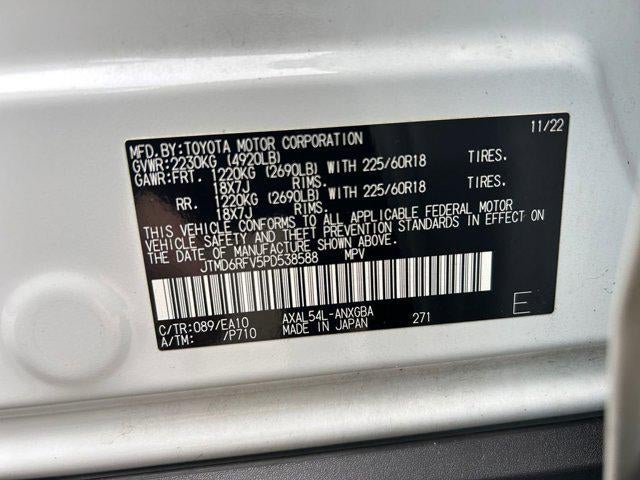 MFD.BY:TOYOTA MOTOR CORPORATION 11/22
GVWR:2230KG (4920LB)
GAWR:FRT. 1220KG (2690LB) WITH 225/60R18 TIRES.
18X7J RIMS.
RR. 1220KG (2690LB) WITH 225/60R18 TIRES.
18X7J RIMS.
THIS VEHICLE CONFORMS TO ALL APPLICABLE FEDERAL MOTOR
VEHICLE SAFETY AND THEFT PREVENTION STANDARDS IN EFFECT ON
THE DATE OF MANUFACTURE SHOWN ABOVE.
JTMD6RFV5PD538588 MPV
C/TR:089/EA10 AXAL54L-ANXGBA 271 E
A/TM: /P710 MADE IN JAPAN